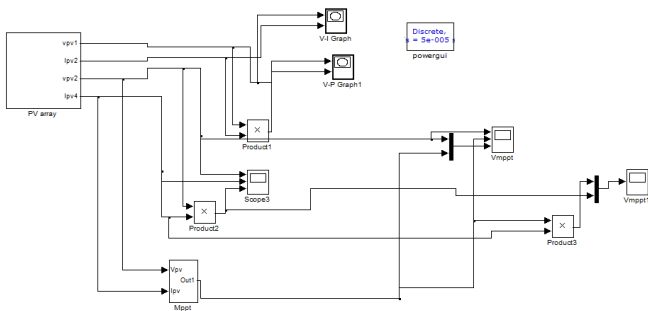 vpv1
Ipv2
vpv2
Ipv4
PV array
V-I Graph
V-P Graph1
Discrete,
s = 5e-005 s
powergui
×
Product1
Vmppt
Scope3
×
Product2
Vmppt1
×
Product3
Vpv
Out1
Ipv
Mppt